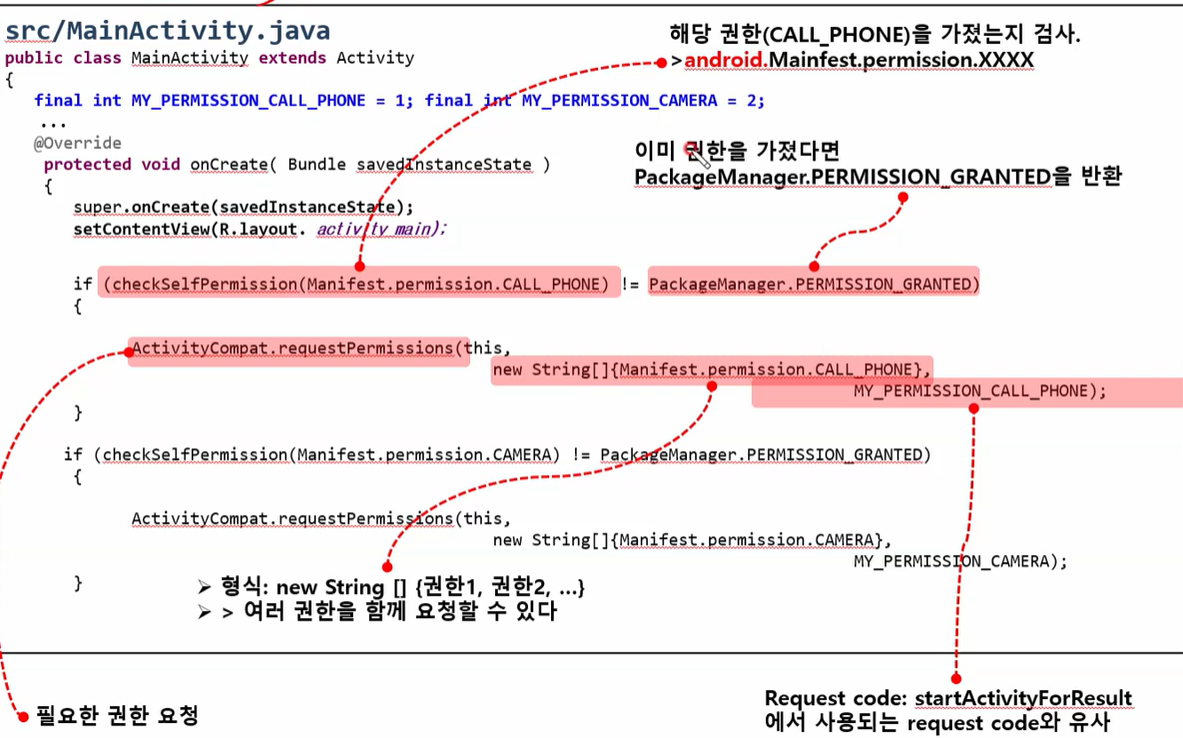 src/MainActivity.java
해당 권한(CALL_PHONE)을 가졌는지 검사.
>android.Mainfest.permission.XXXX
public class MainActivity extends Activity
{
final int MY_PERMISSION_CALL_PHONE = 1; final int MY_PERMISSION_CAMERA = 2;
...
@Override
protected void onCreate( Bundle savedInstanceState )
{
이미 권한을 가졌다면
PackageManager.PERMISSION_GRANTED을 반환
super.onCreate(savedInstanceState);
setContentView(R.layout. activity_main);
if (checkSelfPermission(Manifest.permission.CALL_PHONE) != PackageManager.PERMISSION_GRANTED)
{
ActivityCompat.requestPermissions(this,
new String[]{Manifest.permission.CALL_PHONE},
MY_PERMISSION_CALL_PHONE);
}
if (checkSelfPermission(Manifest.permission.CAMERA) != PackageManager.PERMISSION_GRANTED)
{
ActivityCompat.requestPermissions(this,
new String[]{Manifest.permission.CAMERA},
MY_PERMISSION_CAMERA);
}
➢ 형식: new String [] {권한1, 권한2, ...}
➢ > 여러 권한을 함께 요청할 수 있다
필요한 권한 요청
Request code: startActivityForResult
에서 사용되는 request code와 유사